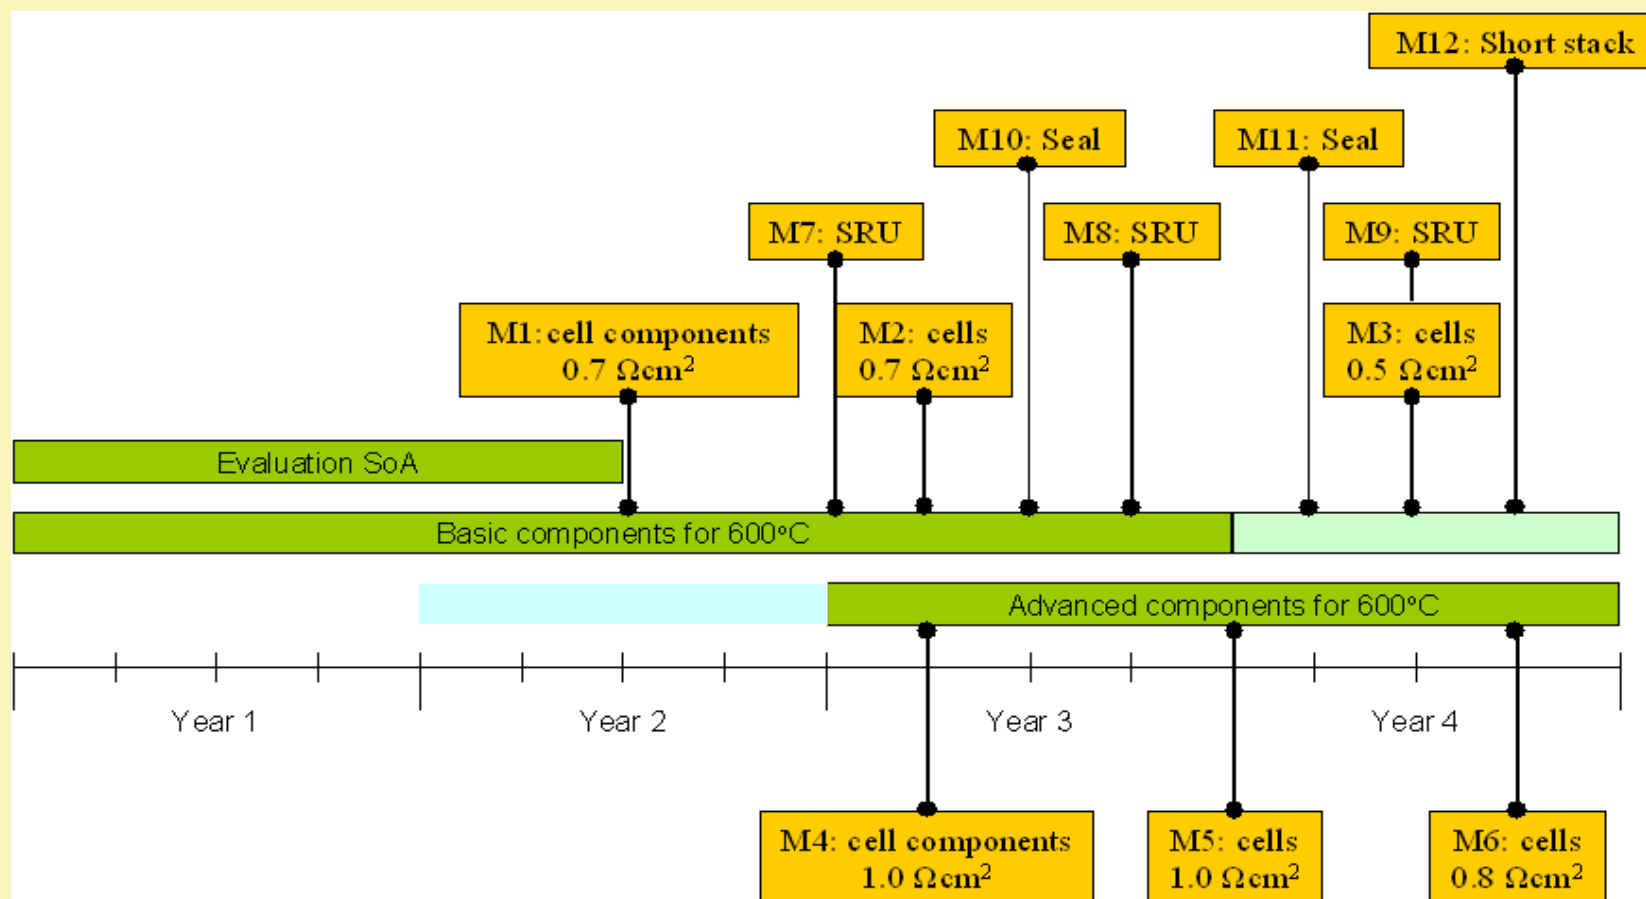 M12: Short stack
M10: Seal
M11: Seal
M7: SRU
M8: SRU
M9: SRU
M1: cell components
0.7 Ωcm²
M2: cells
0.7 Ωcm²
M3: cells
0.5 Ωcm²
Evaluation SoA
Basic components for 600°C
Advanced components for 600°C
Year 1
Year 2
Year 3
Year 4
M4: cell components
1.0 Ωcm²
M5: cells
1.0 Ωcm²
M6: cells
0.8 Ωcm²